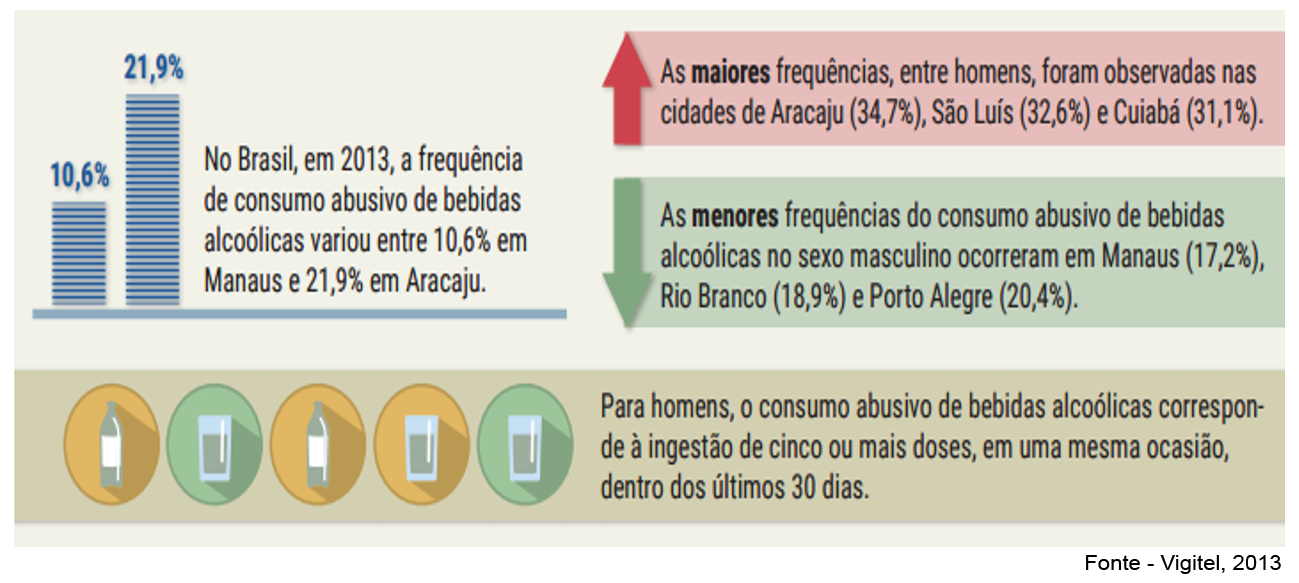 21,9%
10,6%
No Brasil, em 2013, a frequência
de consumo abusivo de bebidas
alcoólicas variou entre 10,6% em
Manaus e 21,9% em Aracaju.
As maiores frequências, entre homens, foram observadas nas
cidades de Aracaju (34,7%), São Luís (32,6%) e Cuiabá (31,1%).
As menores frequências do consumo abusivo de bebidas
alcoólicas no sexo masculino ocorreram em Manaus (17,2%),
Rio Branco (18,9%) e Porto Alegre (20,4%).
Para homens, o consumo abusivo de bebidas alcoólicas correspon-
de à ingestão de cinco ou mais doses, em uma mesma ocasião,
dentro dos últimos 30 dias.
Fonte - Vigitel, 2013